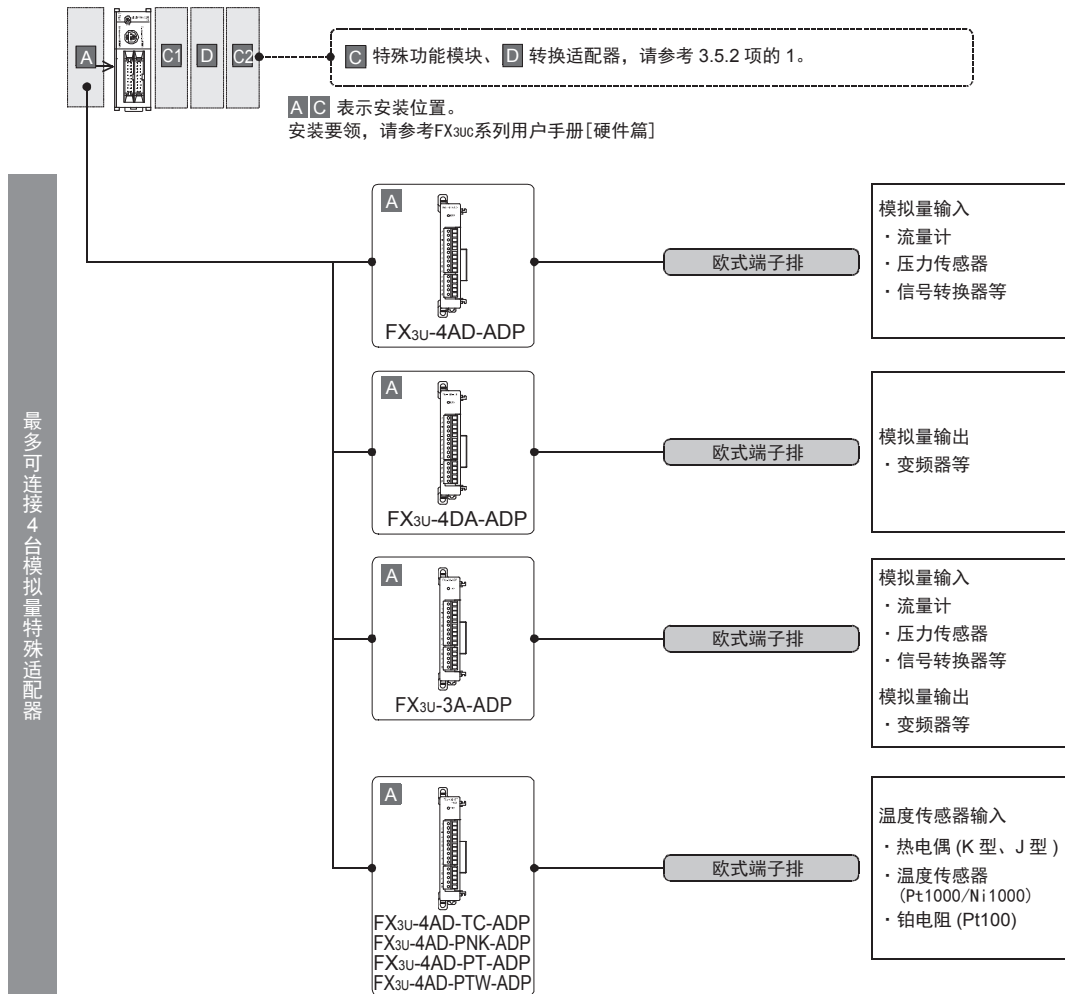 A
C1
D
C2
C 特殊功能模块、D 转换适配器，请参考 3.5.2 项的 1。
A C 表示安装位置。
安装要领，请参考FX3UC系列用户手册[硬件篇]
最多可连接4台模拟量特殊适配器
A
FX3U-4AD-ADP
欧式端子排
模拟量输入
·流量计
·压力传感器
·信号转换器等
A
FX3U-4DA-ADP
欧式端子排
模拟量输出
·变频器等
A
FX3U-3A-ADP
欧式端子排
模拟量输入
·流量计
·压力传感器
·信号转换器等
模拟量输出
·变频器等
A
FX3U-4AD-TC-ADP
FX3U-4AD-PNK-ADP
FX3U-4AD-PT-ADP
FX3U-4AD-PTW-ADP
欧式端子排
温度传感器输入
·热电偶 (K 型、J 型 )
·温度传感器
(Pt1000/Ni1000)
·铂电阻 (Pt100)